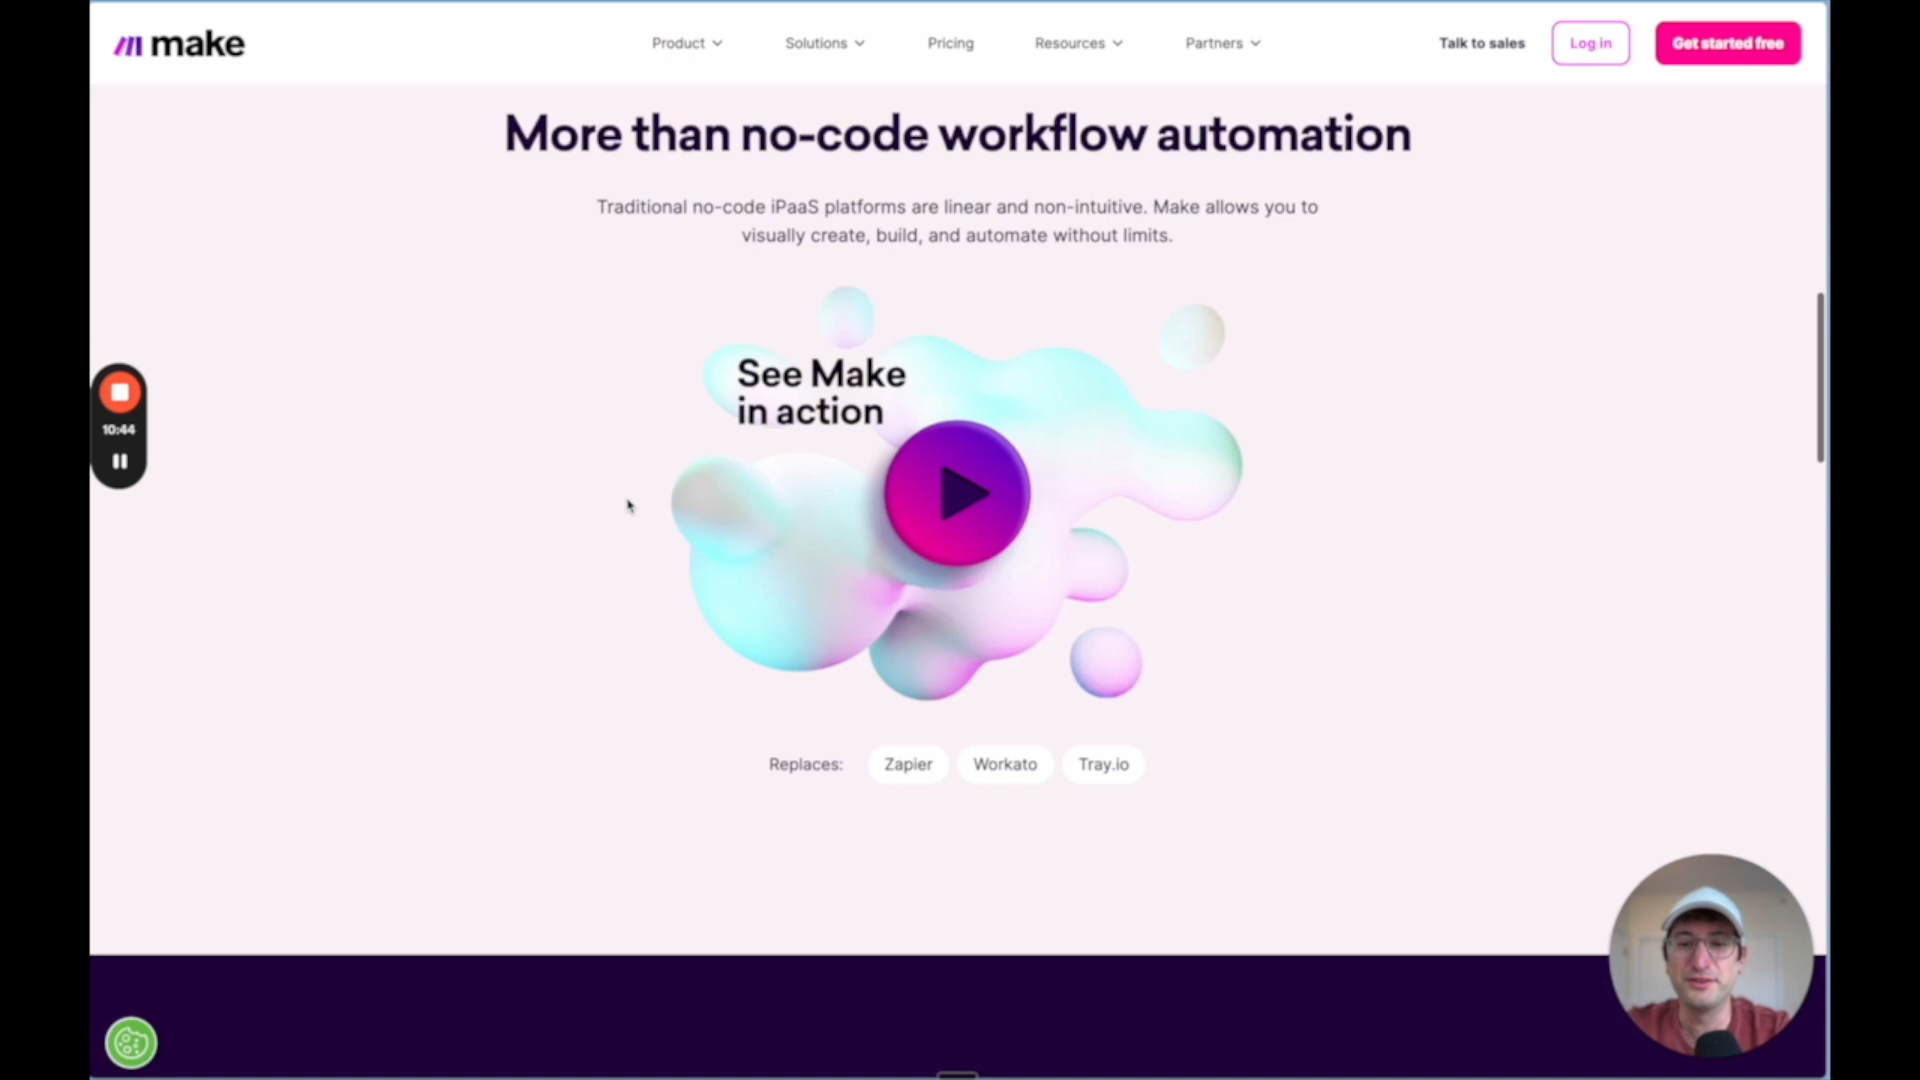 make
Product
Solutions
Pricing
Resources
Partners
Talk to sales
Log in
Get started free
More than no-code workflow automation
Traditional no-code iPaaS platforms are linear and non-intuitive. Make allows you to
visually create, build, and automate without limits.
See Make
in action
10:44
Replaces:
Zapier
Workato
Tray.io